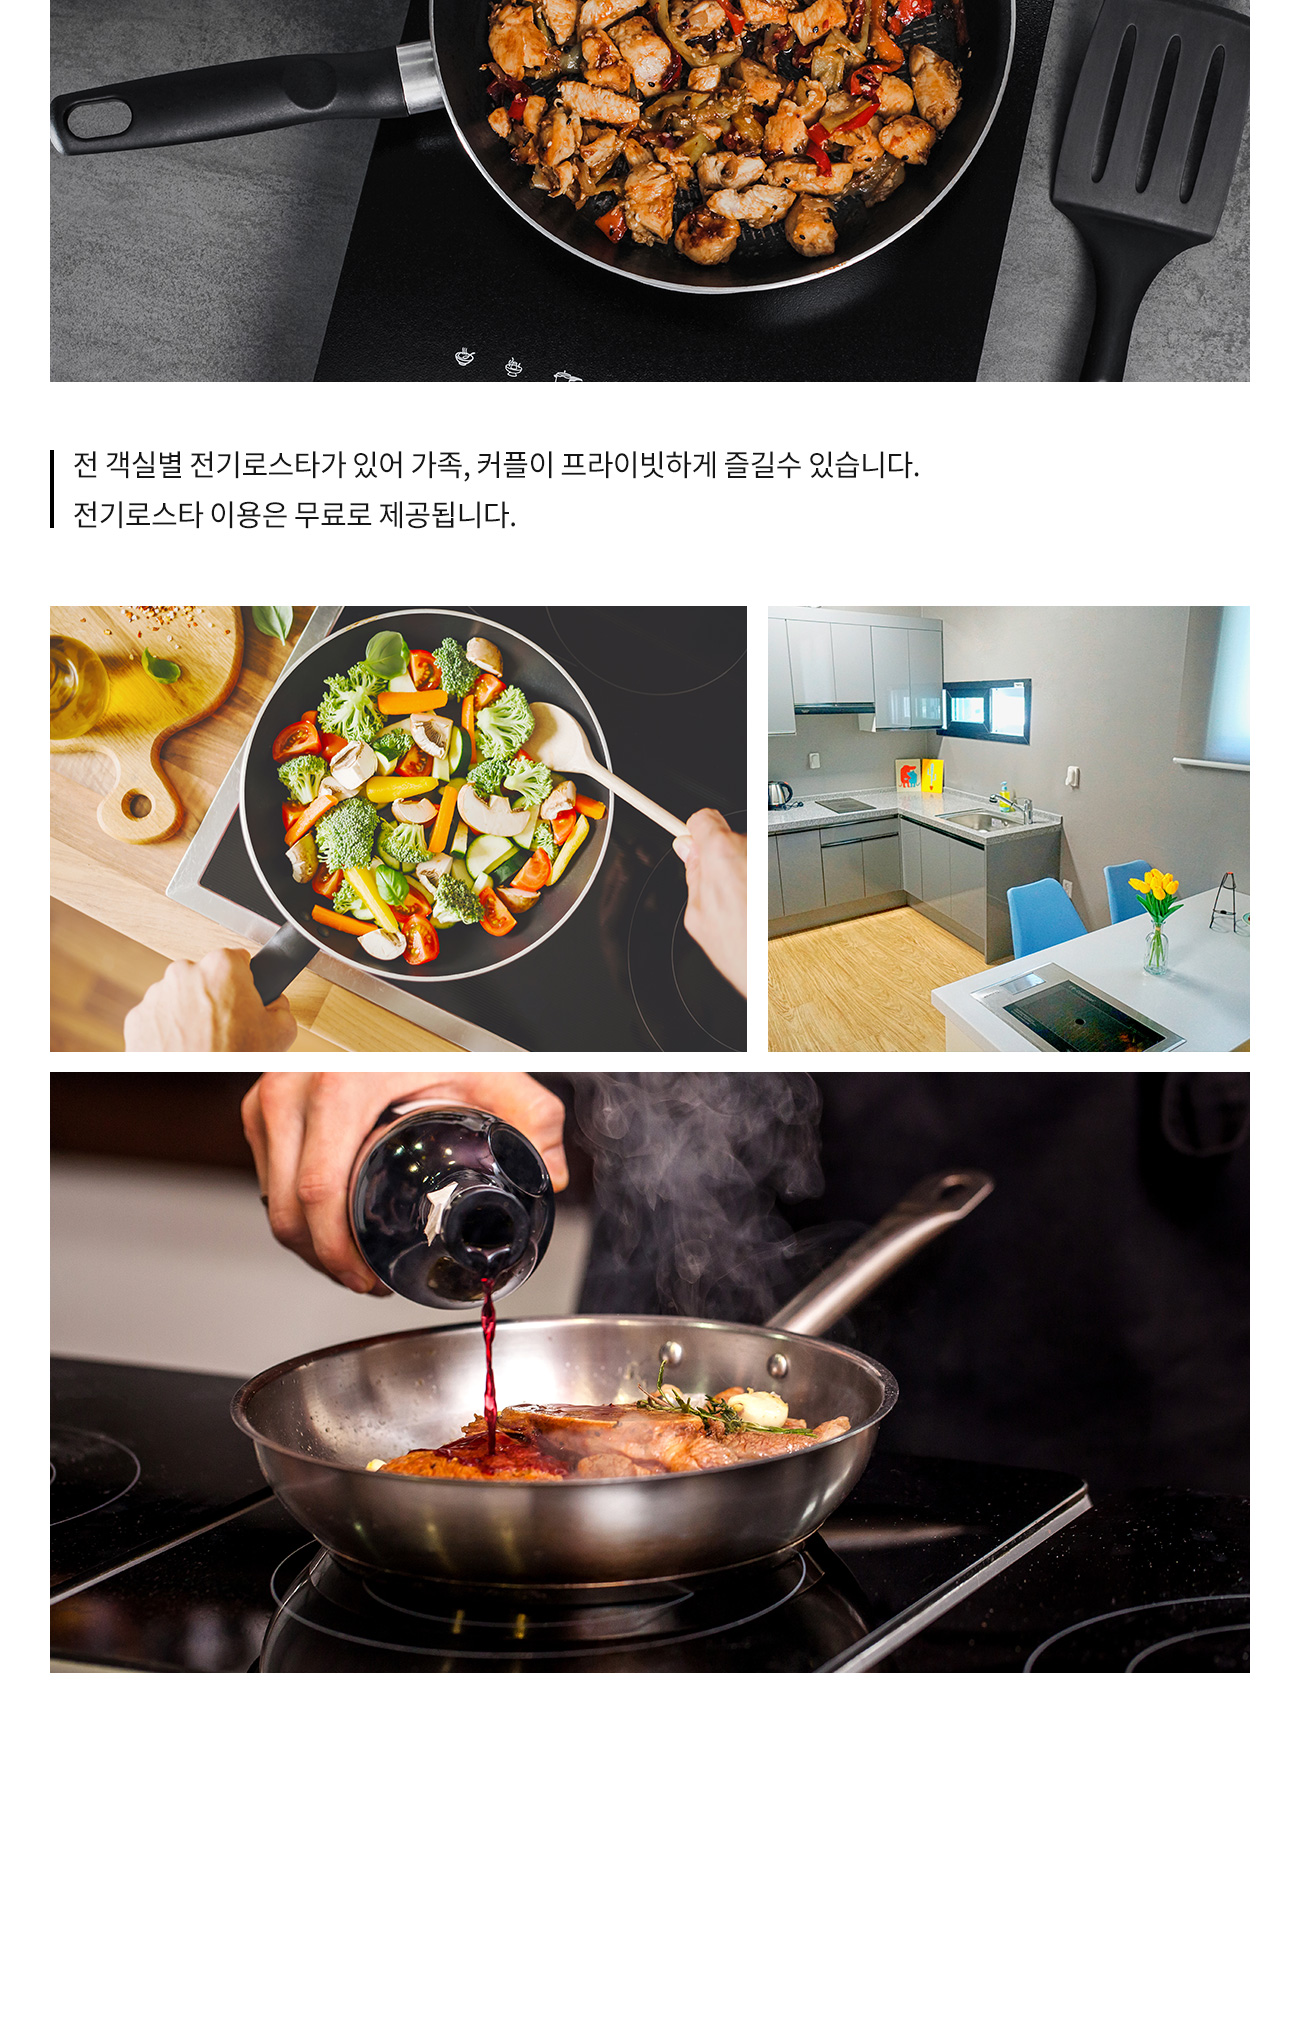 전 객실별 전기로스타가 있어 가족, 커플이 프라이빗하게 즐길수 있습니다.
전기로스타 이용은 무료로 제공됩니다.